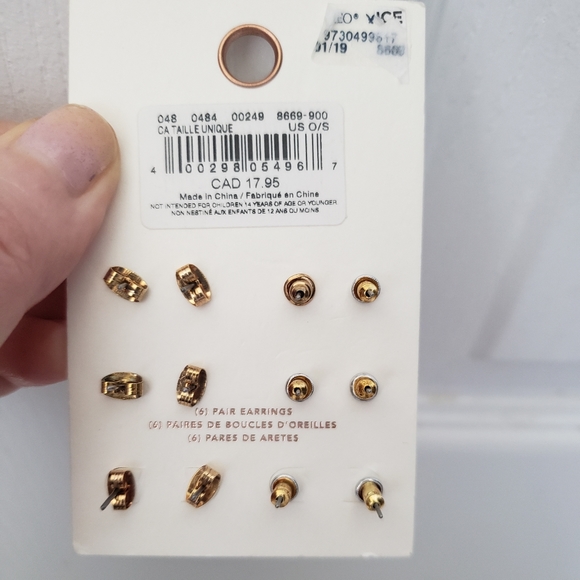 048 0484 00249 8669-900
CA TAILLE UNIQUE US O/S
4 00298 05496 7
CAD 17.95
Made in China / Fabriqué en Chine
NOT INTENDED FOR CHILDREN 14 YEARS OF AGE OR YOUNGER
NON NESTINÉ AUX ENFANTS DE 12 ANS OU MOINS
(6) PAIR EARRINGS
(6) PAIRES DE BOUCLES D'OREILLES
(6) PARES DE ARETES